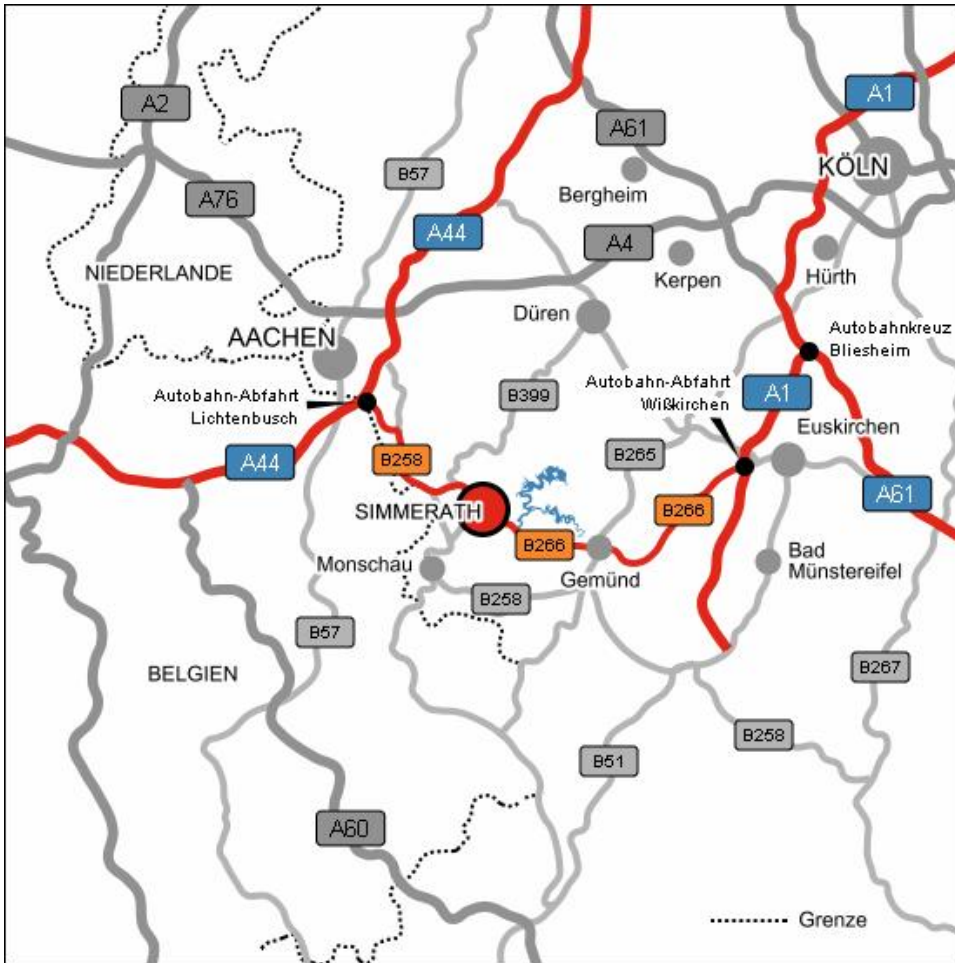 A2
A1
A61
KÖLN
Bergheim
B57
A76
A44
A4
NIEDERLANDE
Kerpen
Hürth
Düren
AACHEN
Autobahnkreuz
Bliesheim
Autobahn-Abfahrt
Lichtenbusch
Autobahn-Abfahrt
Wißkirchen
B399
A1
Euskirchen
A44
B258
B265
A61
SIMMERATH
B266
B266
Monschau
Gemünd
Bad
Münstereifel
B258
B57
BELGIEN
B267
B258
B51
A60
Grenze